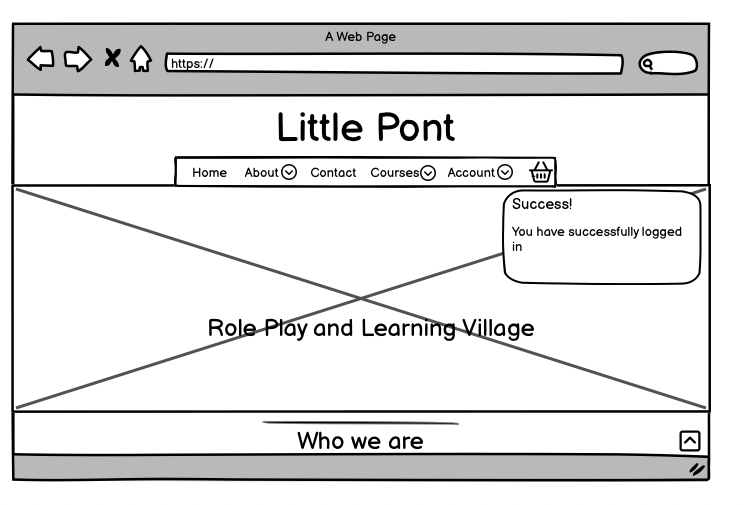 A Web Page
https://
Little Pont
Home About Contact Courses Account
Success!
You have successfully logged
in
Role Play and Learning Village
Who we are